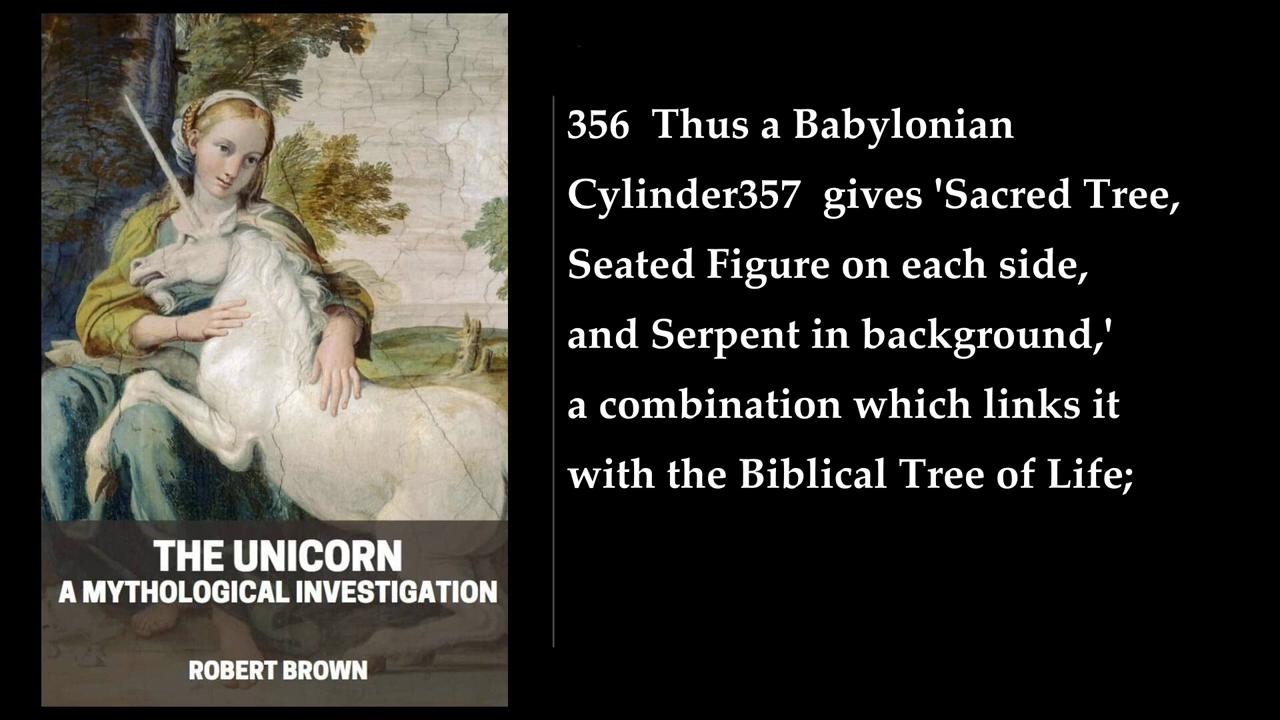 THE UNICORN
A MYTHOLOGICAL INVESTIGATION
ROBERT BROWN
356  Thus a Babylonian
Cylinder357  gives 'Sacred Tree,
Seated Figure on each side,
and Serpent in background,'
a combination which links it
with the Biblical Tree of Life;